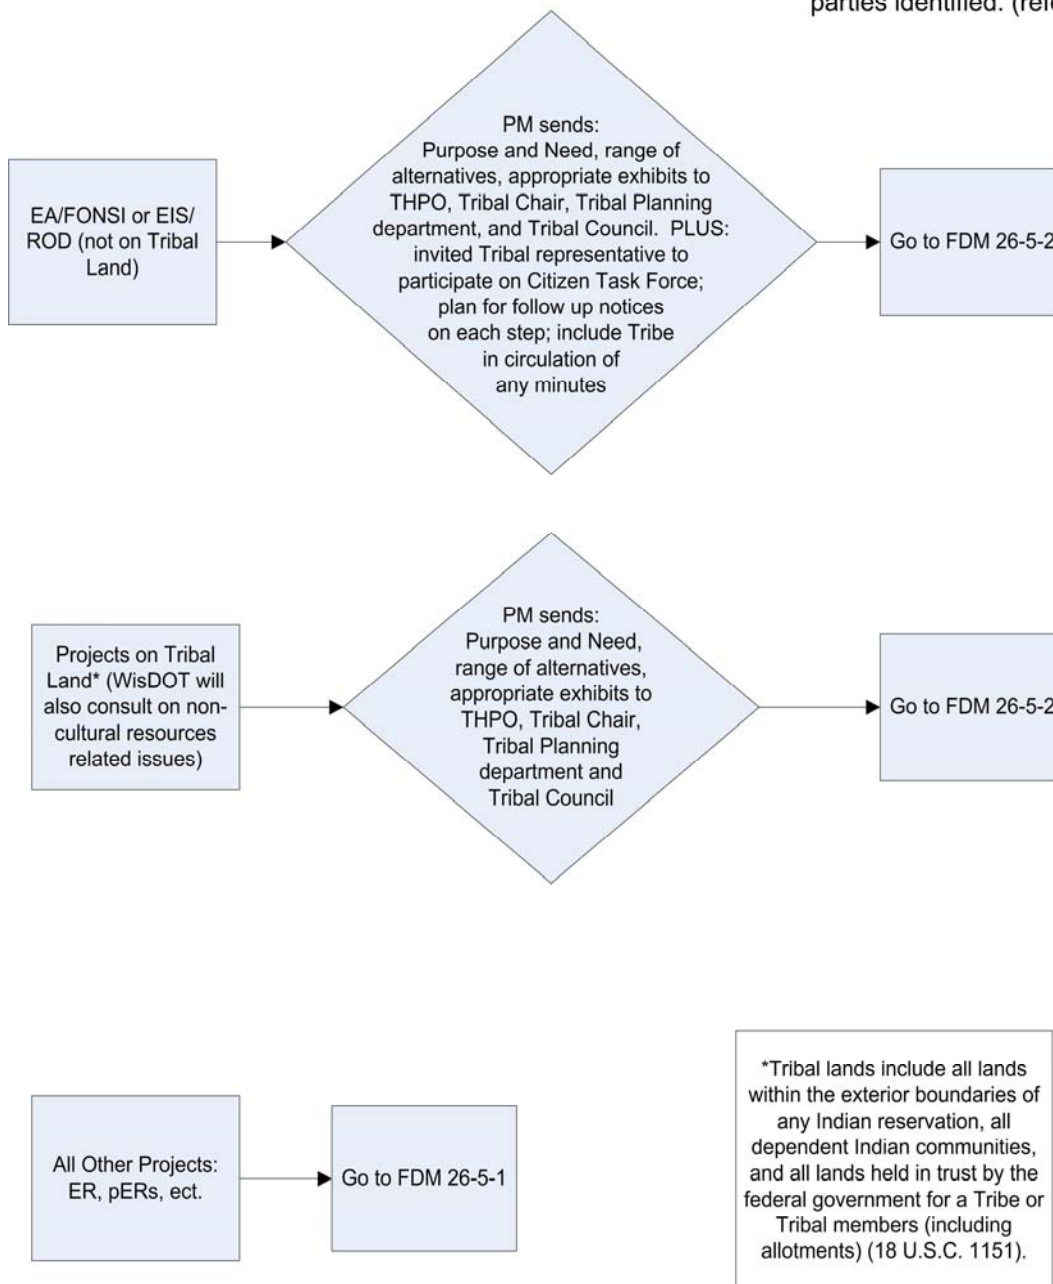 parties identified. (refe
PM sends:
Purpose and Need, range of
alternatives, appropriate exhibits to
THPO, Tribal Chair, Tribal Planning
department, and Tribal Council.  PLUS:
invited Tribal representative to
participate on Citizen Task Force;
plan for follow up notices
on each step; include Tribe
in circulation of
any minutes
EA/FONSI or EIS/
ROD (not on Tribal
Land)
Go to FDM 26-5-2
PM sends:
Purpose and Need,
range of alternatives,
appropriate exhibits to
THPO, Tribal Chair,
Tribal Planning
department and
Tribal Council
Projects on Tribal
Land* (WisDOT will
also consult on non-
cultural resources
related issues)
Go to FDM 26-5-2
All Other Projects:
ER, pERs, ect.
Go to FDM 26-5-1
*Tribal lands include all lands
within the exterior boundaries of
any Indian reservation, all
dependent Indian communities,
and all lands held in trust by the
federal government for a Tribe or
Tribal members (including
allotments) (18 U.S.C. 1151).